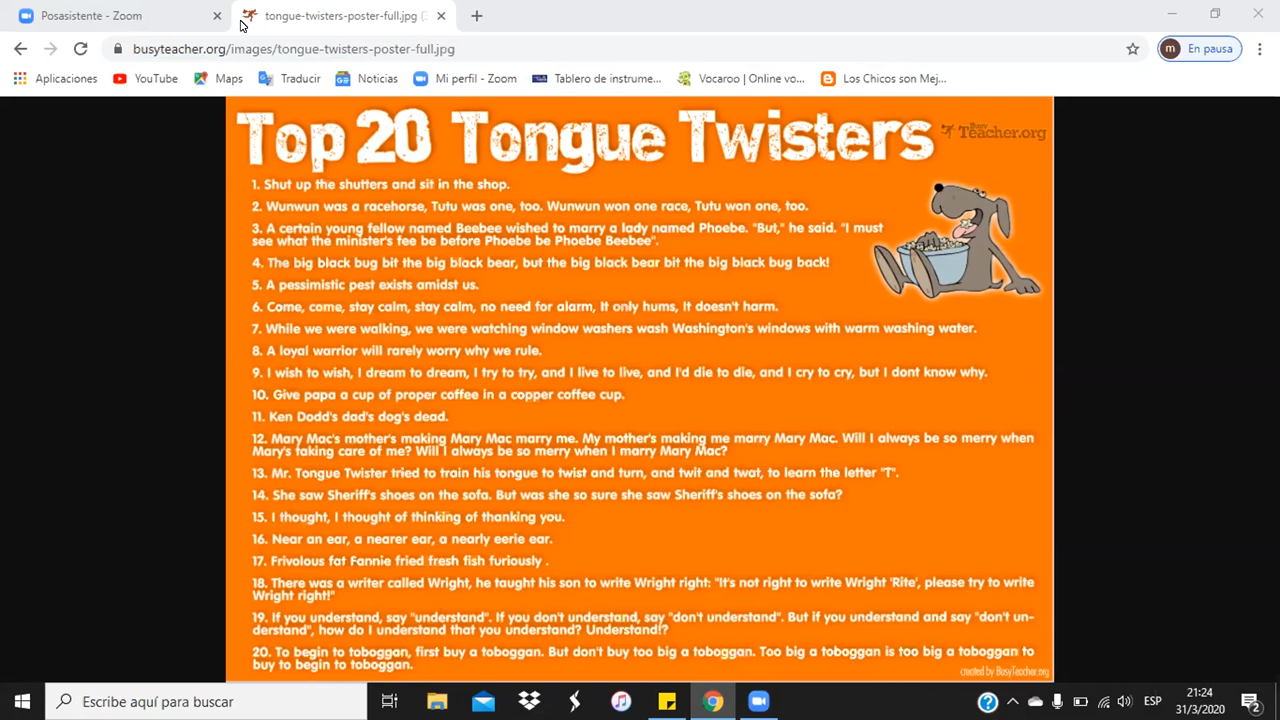 Posasistente - Zoom
tongue-twisters-poster-full.jpg (
busyteacher.org/images/tongue-twisters-poster-full.jpg
m En pausa
Aplicaciones YouTube Maps Traducir Noticias Mi perfil - Zoom Tablero de instrume... Vocaroo | Online vo... Los Chicos son Mej...
Top 20 Tongue Twisters
Busy
Teacher.org
1. Shut up the shutters and sit in the shop.
2. Wunwun was a racehorse, Tutu was one, too. Wunwun won one race, Tutu won one, too.
3. A certain young fellow named Beebee wished to marry a lady named Phoebe. "But," he said. "I must
see what the minister's fee be before Phoebe be Phoebe Beebee".
4. The big black bug bit the big black bear, but the big black bear bit the big black bug back!
5. A pessimistic pest exists amidst us.
6. Come, come, stay calm, stay calm, no need for alarm, It only hums, It doesn't harm.
7. While we were walking, we were watching window washers wash Washington's windows with warm washing water.
8. A loyal warrior will rarely worry why we rule.
9. I wish to wish, I dream to dream, I try to try, and I live to live, and I'd die to die, and I cry to cry, but I dont know why.
10. Give papa a cup of proper coffee in a copper coffee cup.
11. Ken Dodd's dad's dog's dead.
12. Mary Mac's mother's making Mary Mac marry me. My mother's making me marry Mary Mac. Will I always be so merry when
Mary's taking care of me? Will I always be so merry when I marry Mary Mac?
13. Mr. Tongue Twister tried to train his tongue to twist and turn, and twit and twat, to learn the letter "T".
14. She saw Sheriff's shoes on the sofa. But was she so sure she saw Sheriff's shoes on the sofa?
15. I thought, I thought of thinking of thanking you.
16. Near an ear, a nearer ear, a nearly eerie ear.
17. Frivolous fat Fannie fried fresh fish furiously .
18. There was a writer called Wright, he taught his son to write Wright right: "It's not right to write Wright 'Rite', please try to write
Wright right!"
19. If you understand, say "understand". If you don't understand, say "don't understand". But if you understand and say "don't un-
derstand", how do I understand that you understand? Understand!?
20. To begin to toboggan, first buy a toboggan. But don't buy too big a toboggan. Too big a toboggan is too big a toboggan to
buy to begin to toboggan.
created by BusyTeacher.org
Escribe aquí para buscar
ESP
21:24
31/3/2020
2